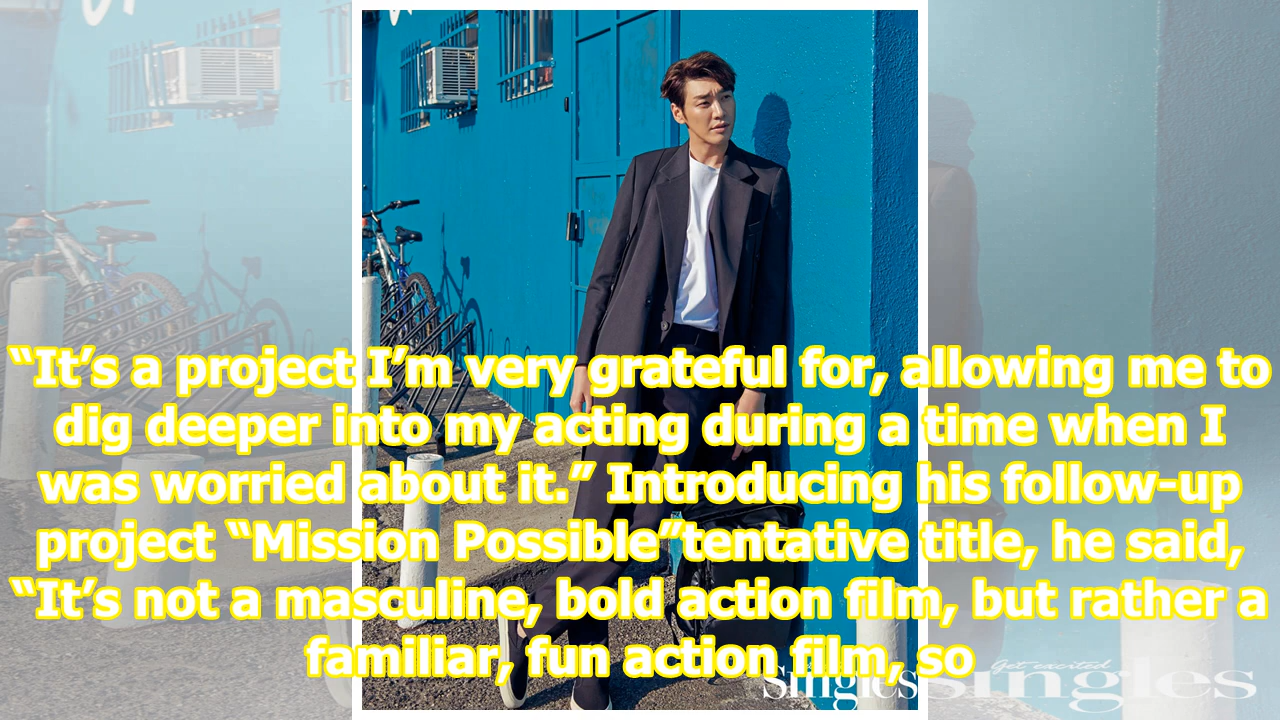 “It’s a project I’m very grateful for, allowing me to
dig deeper into my acting during a time when I
was worried about it.” Introducing his follow-up
project “Mission Possible”tentative title, he said,
“It’s not a masculine, bold action film, but rather a
familiar, fun action film, so
Get excited
Singles
singles